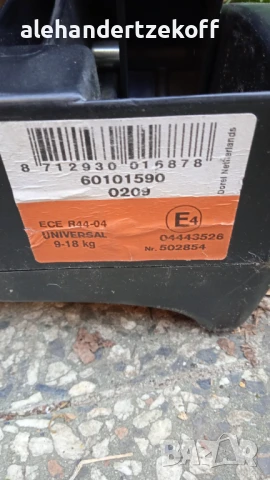 alehandertzekoff
8 712930 015878
60101590
0209
Dorel Netherlands
ECE R44-04
UNIVERSAL
9-18 kg
E4
04443526
Nr. 502854
bazar